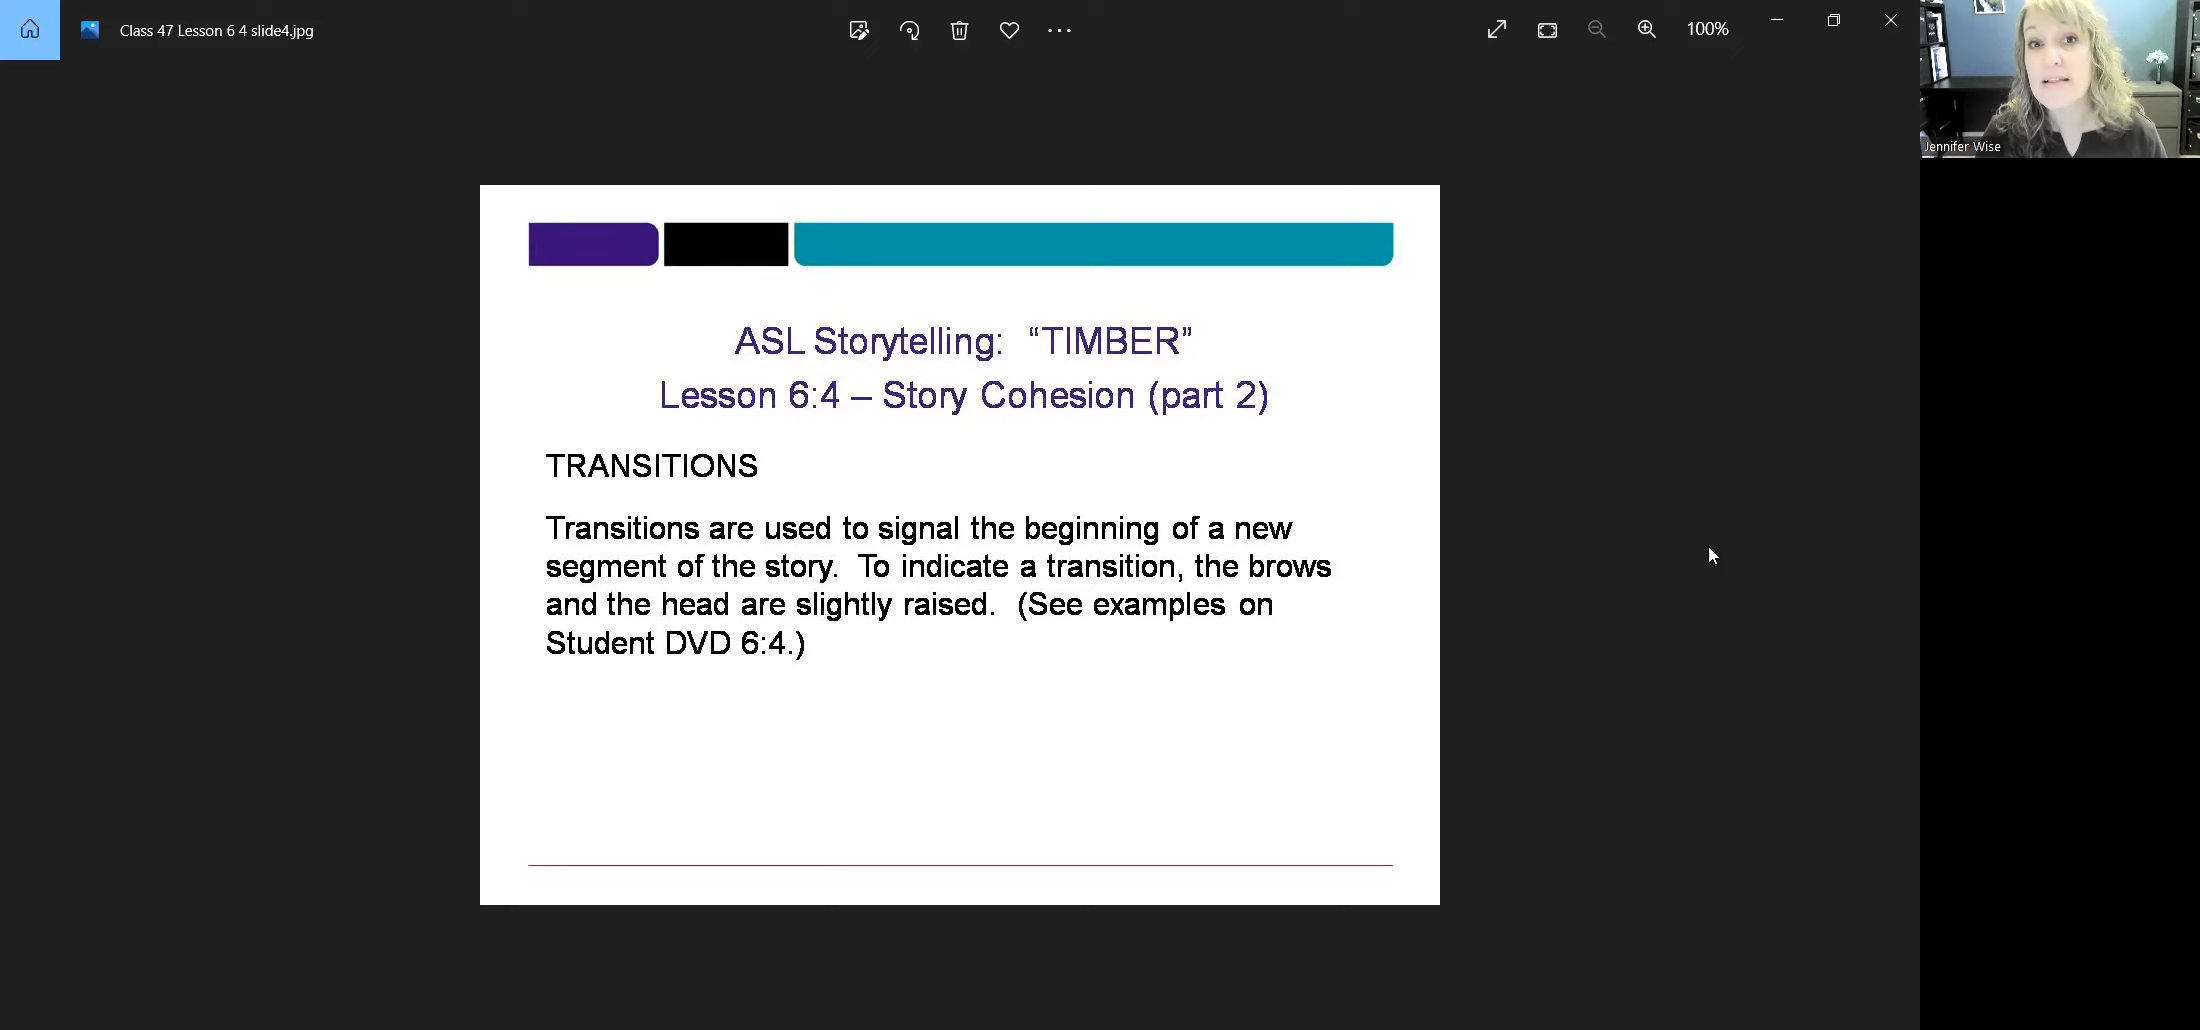 Class 47 Lesson 6 4 slide4.jpg
100%
Jennifer Wise
ASL Storytelling:  “TIMBER”
Lesson 6:4 – Story Cohesion (part 2)
TRANSITIONS
Transitions are used to signal the beginning of a new
segment of the story.  To indicate a transition, the brows
and the head are slightly raised.  (See examples on
Student DVD 6:4.)